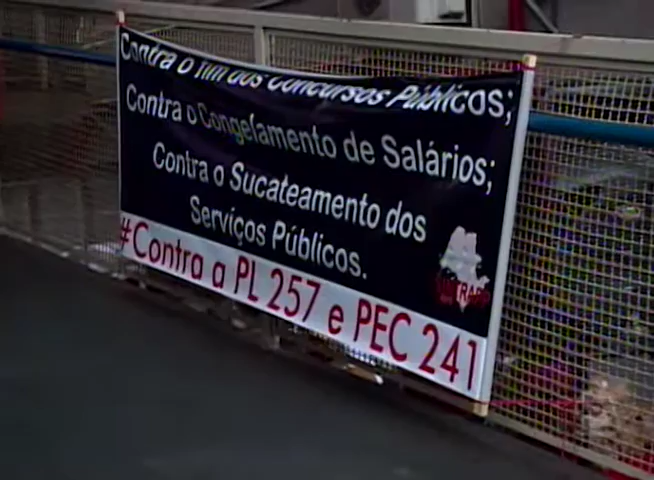 Contra o fim dos Concursos Públicos;
Contra o Congelamento de Salários;
Contra o Sucateamento dos
Serviços Públicos.
#Contra a PL 257 e PEC 241